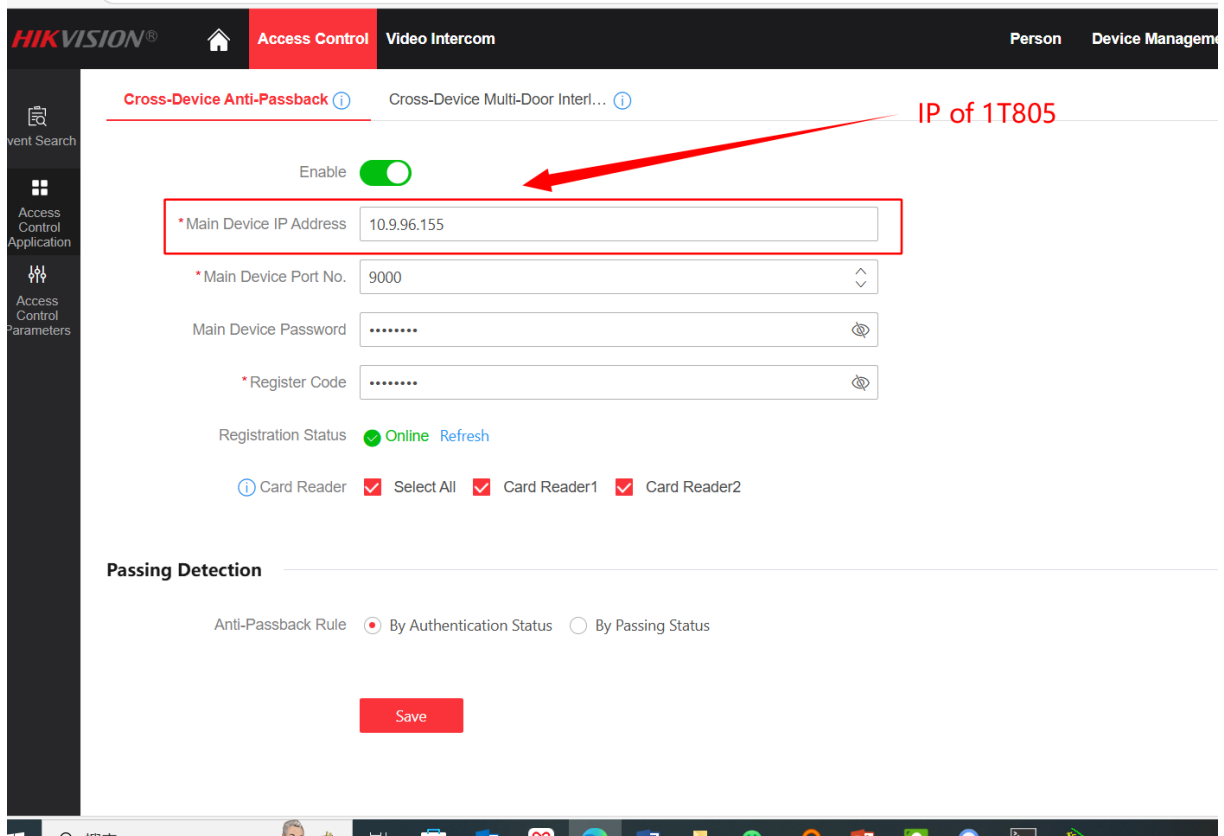 HIKVISION®
Access Control
Video Intercom
Person
Device Manageme
Cross-Device Anti-Passback
Cross-Device Multi-Door Interl...
IP of 1T805
vent Search
Access
Control
Application
Access
Control
Parameters
Enable
*Main Device IP Address 10.9.96.155
*Main Device Port No. 9000
Main Device Password ••••••••
*Register Code ••••••••
Registration Status Online Refresh
Card Reader Select All Card Reader1 Card Reader2
Passing Detection
Anti-Passback Rule By Authentication Status By Passing Status
Save